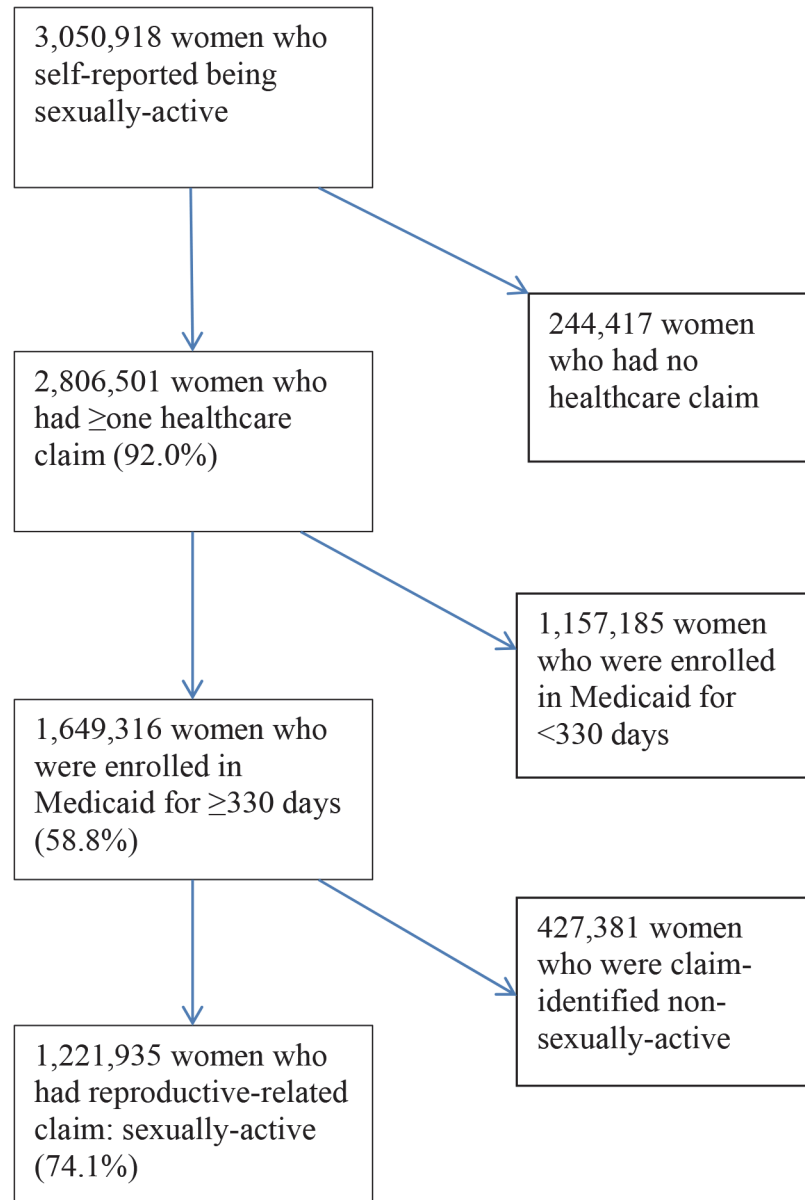 3,050,918 women who
self-reported being
sexually-active
244,417 women
who had no
healthcare claim
2,806,501 women who
had ≥one healthcare
claim (92.0%)
1,157,185 women
who were enrolled
in Medicaid for
<330 days
1,649,316 women who
were enrolled in
Medicaid for ≥330 days
(58.8%)
427,381 women
who were claim-
identified non-
sexually-active
1,221,935 women who
had reproductive-related
claim: sexually-active
(74.1%)